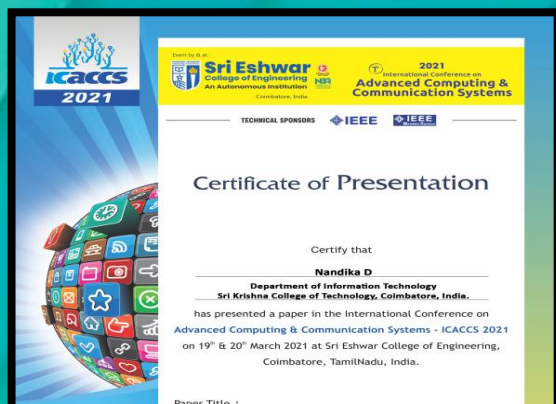 icaccs
2021
Event by & at :
Sri Eshwar
College of Engineering
An Autonomous Institution
Coimbatore, India
NBA
2021
International Conference on
Advanced Computing &
Communication Systems
TECHNICAL SPONSORS
IEEE
IEEE
Certificate of Presentation
Certify that
Nandika D
Department of Information Technology
Sri Krishna College of Technology, Coimbatore, India.
has presented a paper in the International Conference on
Advanced Computing & Communication Systems - ICACCS 2021
on 19th & 20th March 2021 at Sri Eshwar College of Engineering,
Coimbatore, TamilNadu, India.
Paper Title :